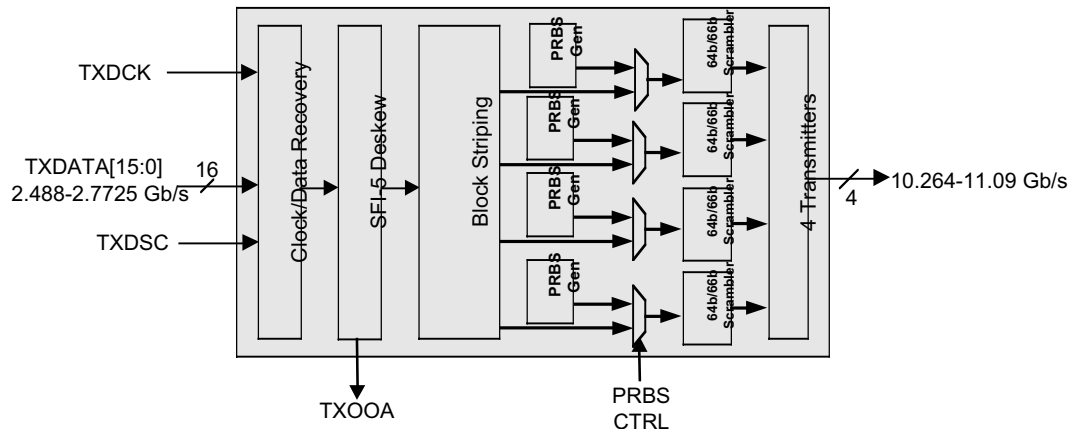 TXDCK
TXDATA[15:0]
2.488-2.7725 Gb/s
16
TXDSC
Clock/Data Recovery
SFI-5 Deskew
TXOOA
Block Striping
PRBS
Gen
PRBS
Gen
PRBS
Gen
PRBS
Gen
PRBS
CTRL
64b/66b
Scrambler
64b/66b
Scrambler
64b/66b
Scrambler
64b/66b
Scrambler
4 Transmitters
4
10.264-11.09 Gb/s